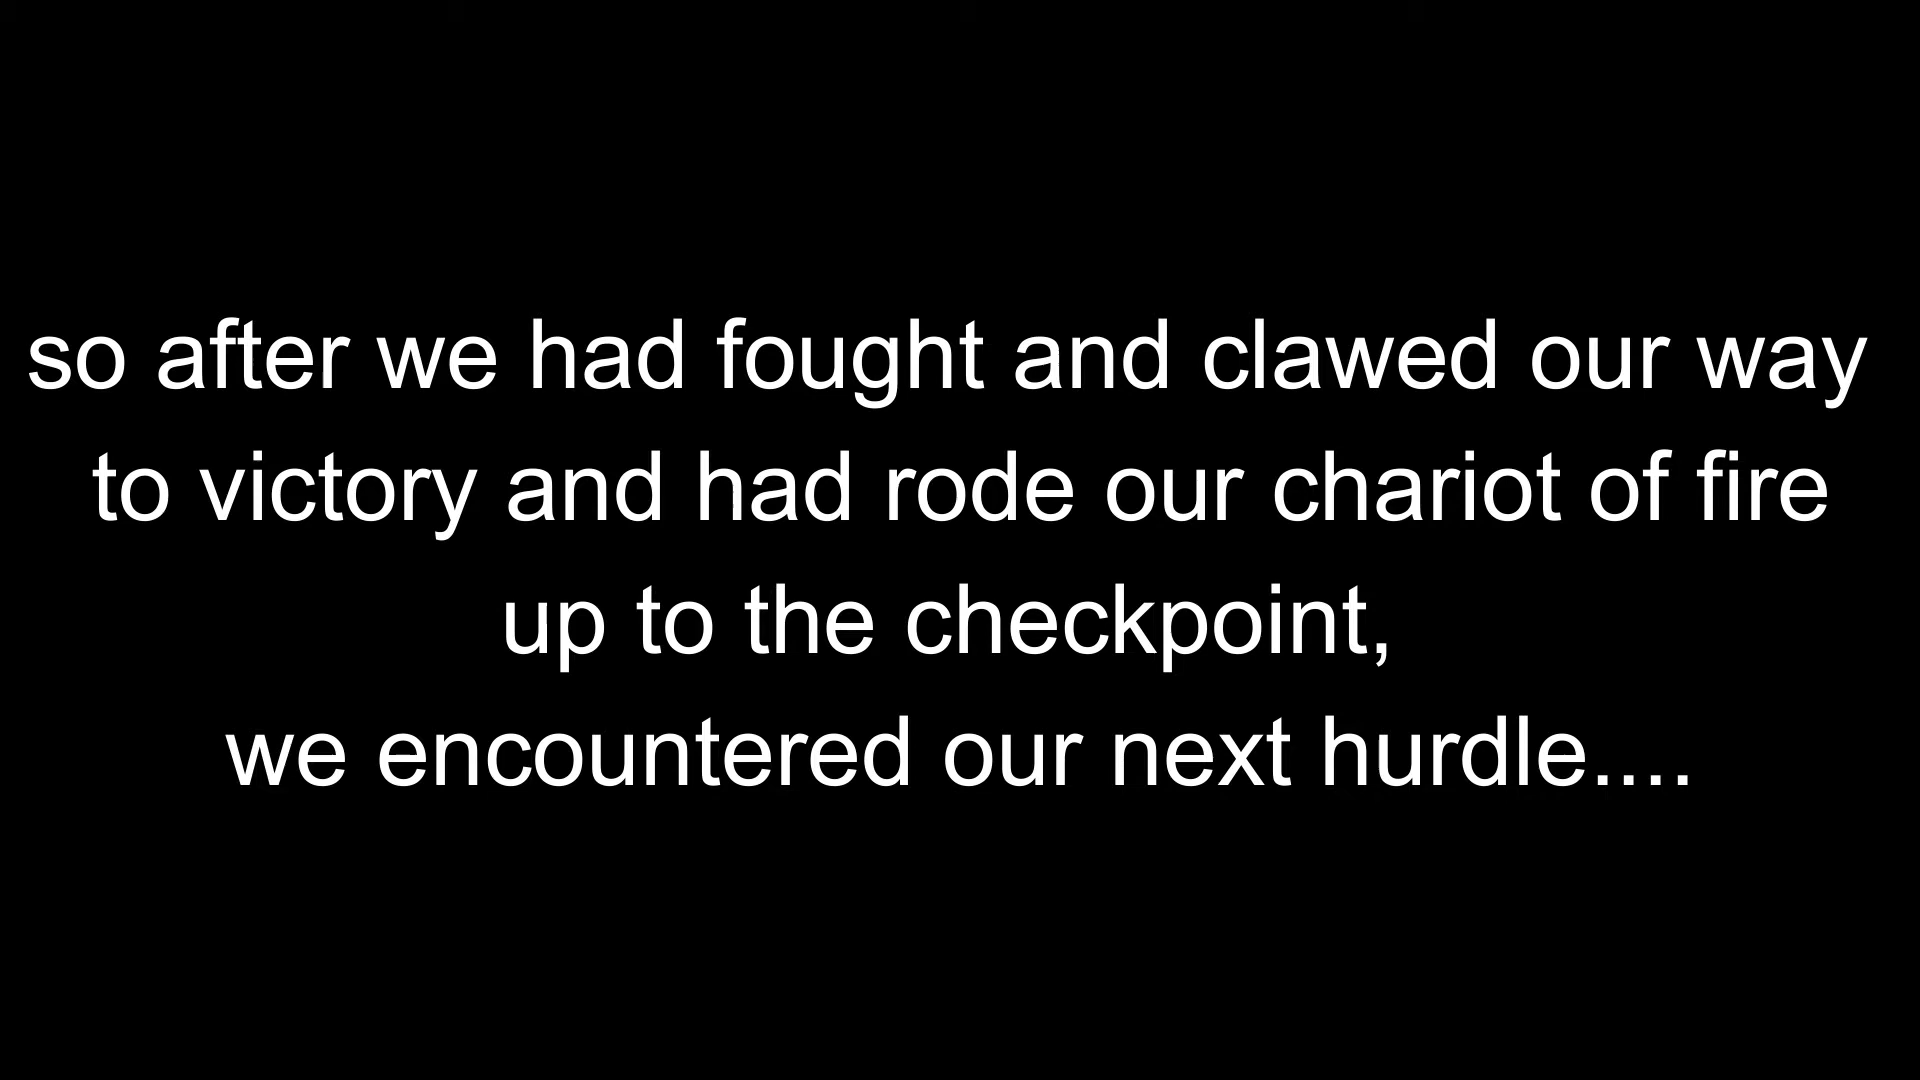 so after we had fought and clawed our way
to victory and had rode our chariot of fire
up to the checkpoint,
we encountered our next hurdle....